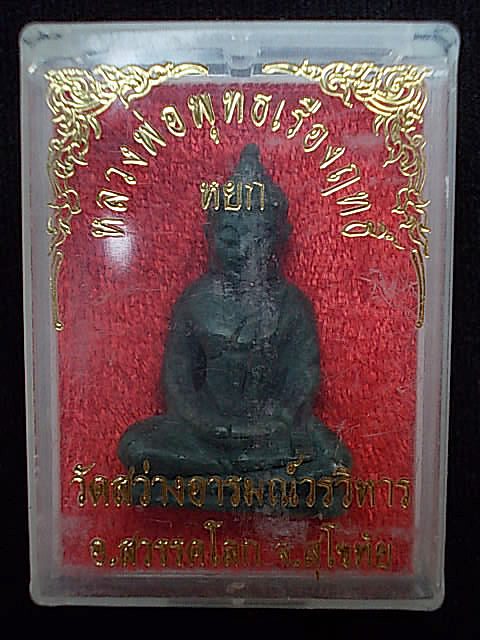 หลวงพ่อพุทธเรืองฤทธิ์
หยก
วัดสว่างอารมณ์วรวิหาร
อ.สวรรคโลก จ.สุโขทัย